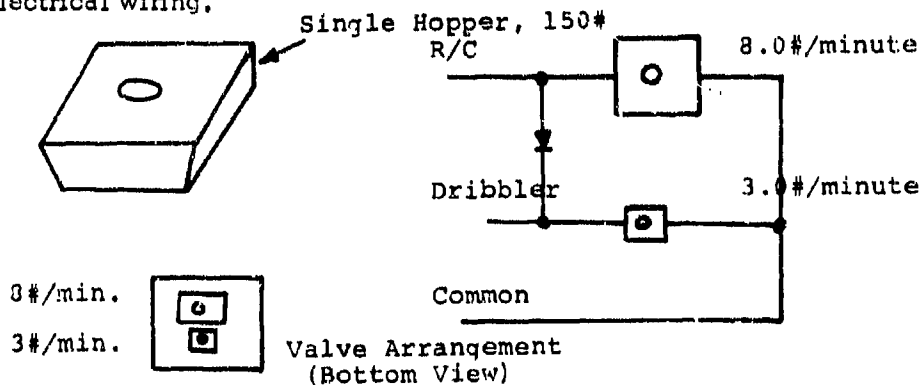 lectrical wiring.
Single Hopper, 150#
R/C
8.0#/minute
Dribbler
3.0#/minute
Common
8#/min.
3#/min.
Valve Arrangement
(Bottom View)